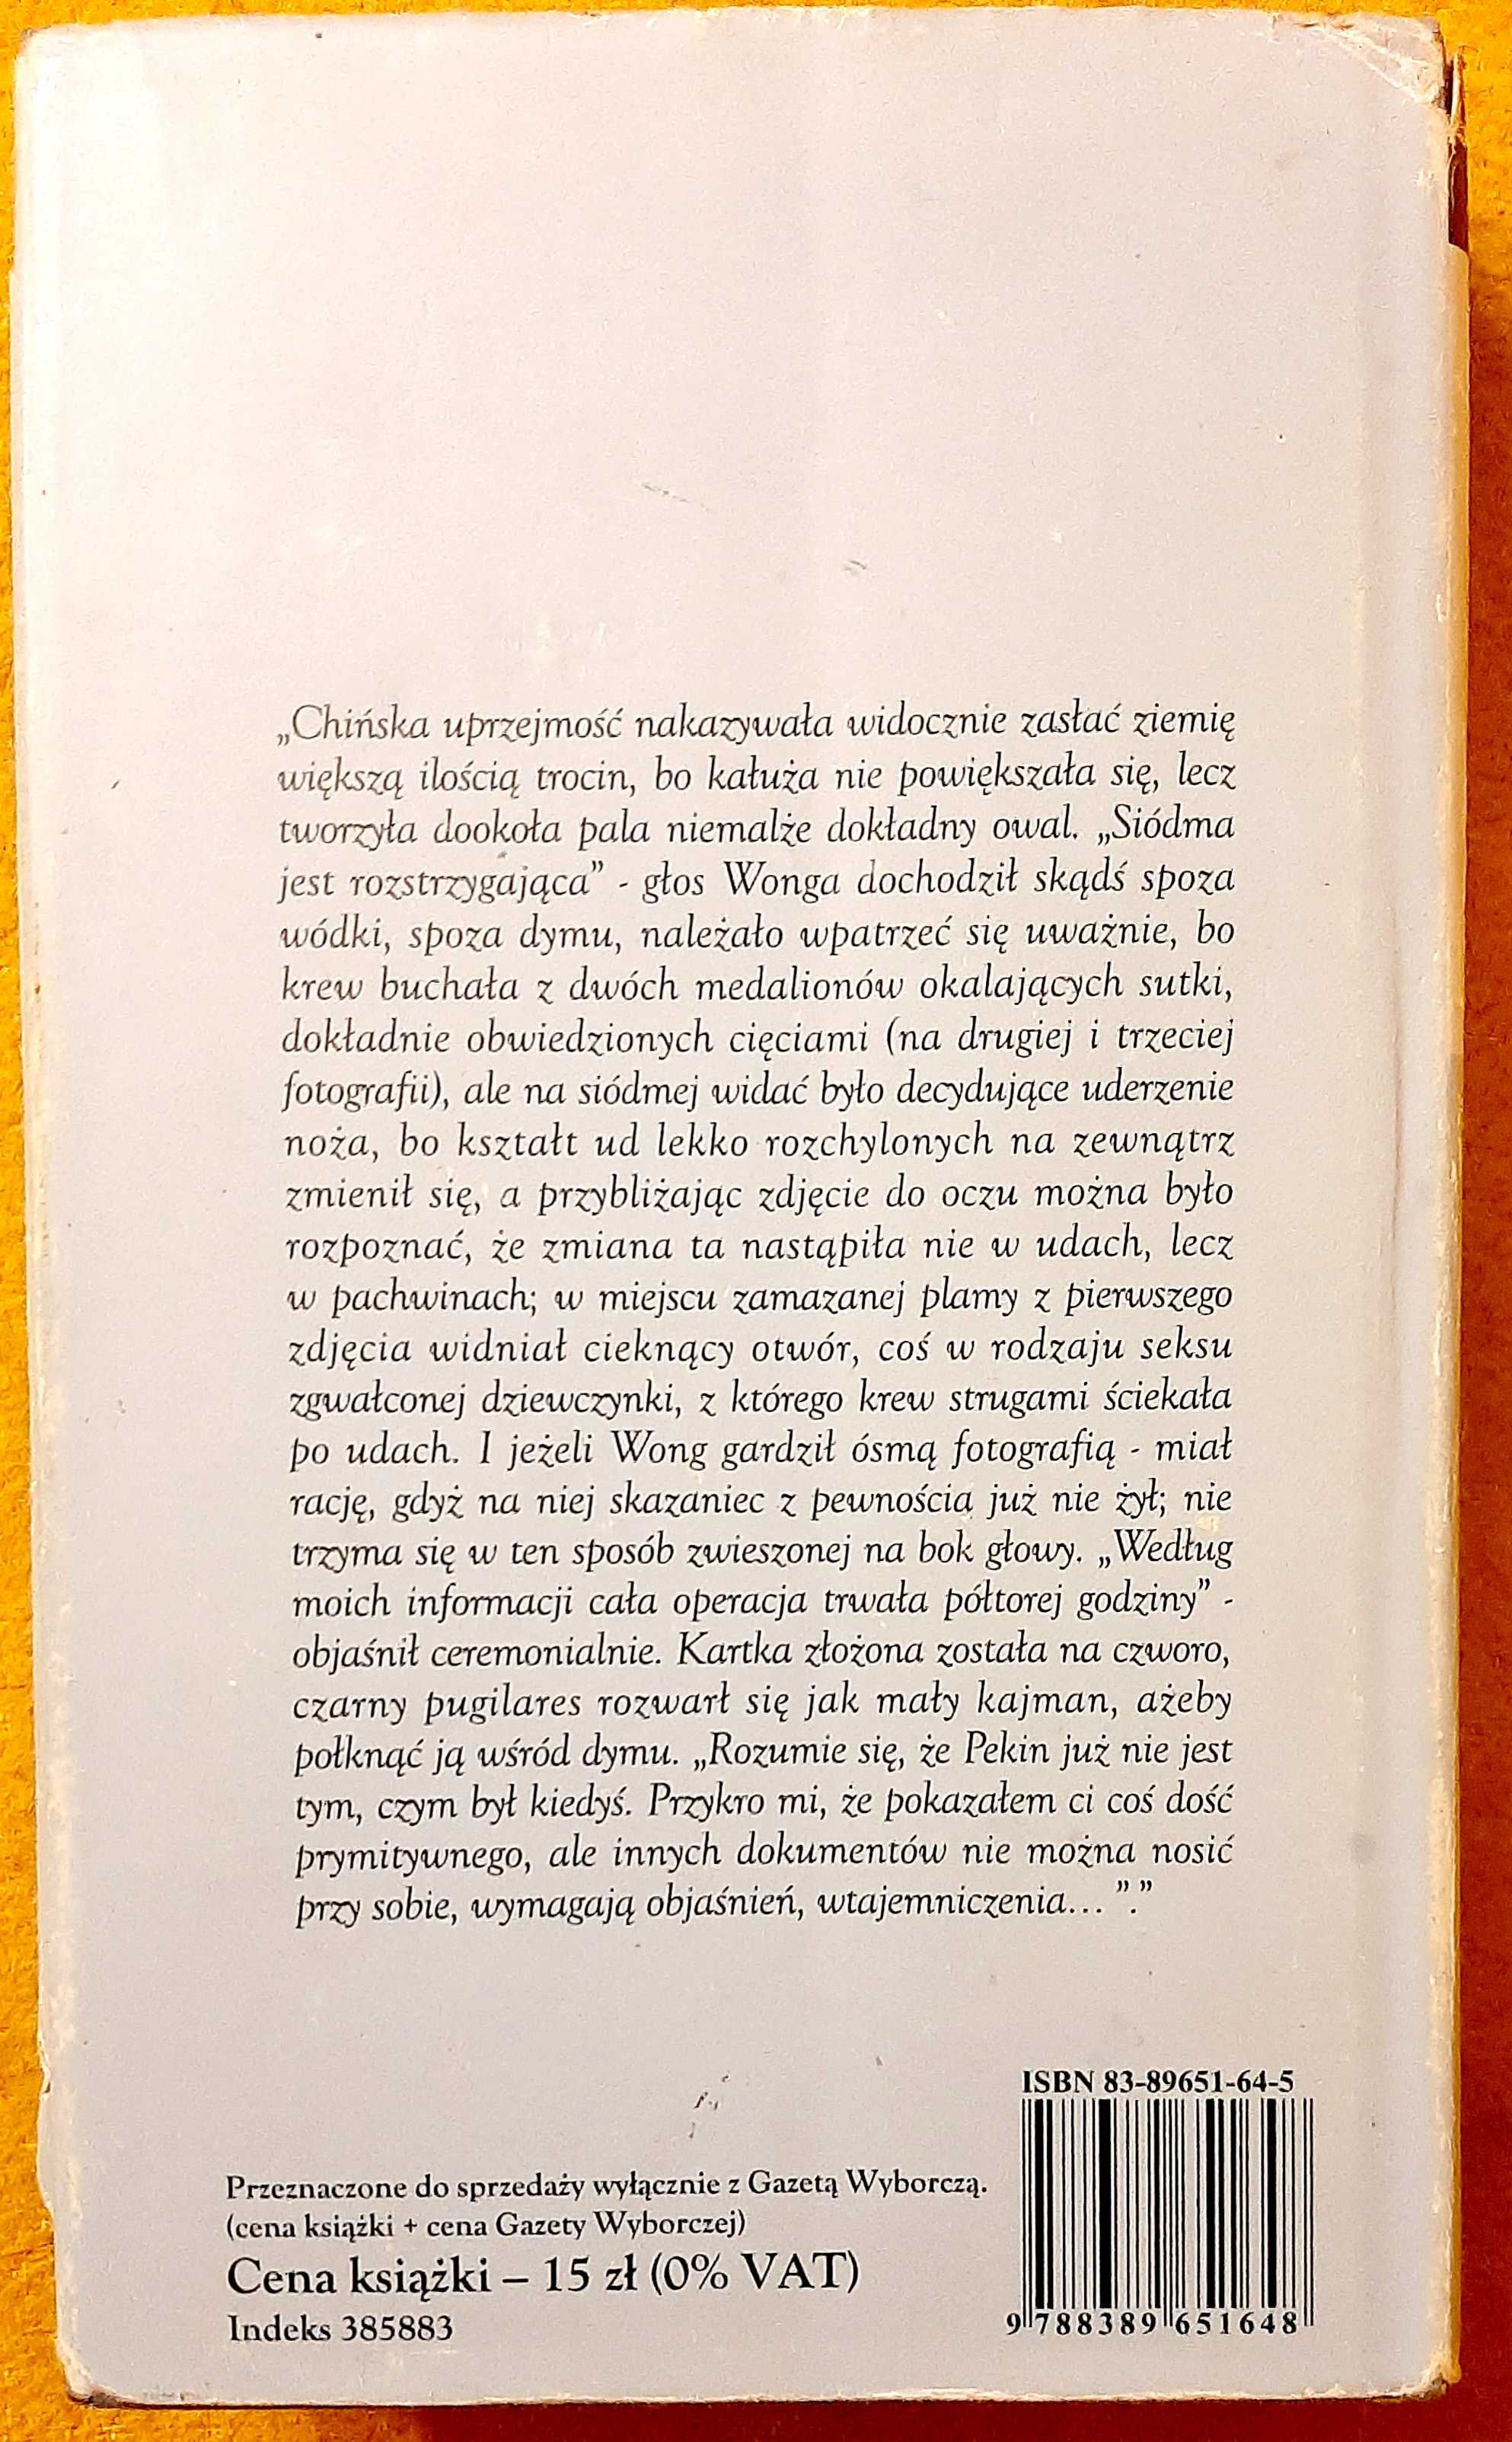 „Chińska uprzejmość nakazywała widocznie zasłać ziemię
większą ilością trocin, bo kałuża nie powiększała się, lecz
tworzyła dookoła pala niemalże dokładny owal. „Siódma
jest rozstrzygająca” - głos Wonga dochodził skądś spoza
wódki, spoza dymu, należało wpatrzeć się uważnie, bo
krew buchała z dwóch medalionów okalających sutki,
dokładnie obwiedzionych cięciami (na drugiej i trzeciej
fotografii), ale na siódmej widać było decydujące uderzenie
noża, bo kształt ud lekko rozchylonych na zewnątrz
zmienił się, a przybliżając zdjęcie do oczu można było
rozpoznać, że zmiana ta nastąpiła nie w udach, lecz
w pachwinach; w miejscu zamazanej plamy z pierwszego
zdjęcia widniał cieknący otwór, coś w rodzaju seksu
zgwałconej dziewczynki, z którego krew strugami ściekała
po udach. I jeżeli Wong gardził ósmą fotografią - miał
rację, gdyż na niej skazaniec z pewnością już nie żył; nie
trzyma się w ten sposób zwieszonej na bok głowy. „Według
moich informacji cała operacja trwała półtorej godziny” -
objaśnił ceremonialnie. Kartka złożona została na czworo,
czarny pugilares rozwarł się jak mały kajman, ażeby
połknąć ją wśród dymu. „Rozumie się, że Pekin już nie jest
tym, czym był kiedyś. Przykro mi, że pokazałem ci coś dość
prymitywnego, ale innych dokumentów nie można nosić
przy sobie, wymagają objaśnień, wtajemniczenia... ”.”
ISBN 83-89651-64-5
Przeznaczone do sprzedaży wyłącznie z Gazetą Wyborczą.
(cena książki + cena Gazety Wyborczej)
Cena książki – 15 zł (0% VAT)
Indeks 385883
9 788389 651648